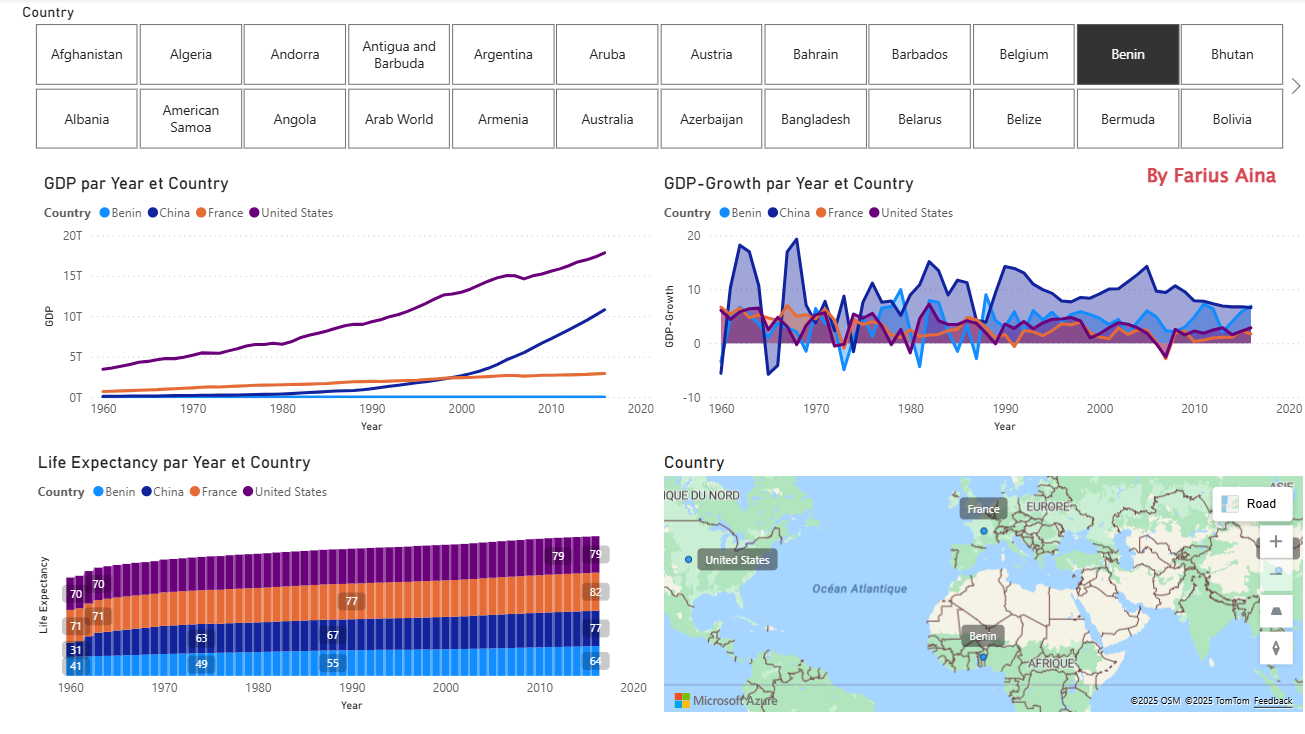 Country
Afghanistan
Algeria
Andorra
Antigua and
Barbuda
Argentina
Aruba
Austria
Bahrain
Barbados
Belgium
Benin
Bhutan
Albania
American
Samoa
Angola
Arab World
Armenia
Australia
Azerbaijan
Bangladesh
Belarus
Belize
Bermuda
Bolivia
GDP par Year et Country
Country Benin China France United States
20T
15T
10T
5T
0T
GDP
1960 1970 1980 1990 2000 2010 2020
Year
By Farius Aina
GDP-Growth par Year et Country
Country Benin China France United States
20
10
0
-10
GDP-Growth
1960 1970 1980 1990 2000 2010 2020
Year
Life Expectancy par Year et Country
Country Benin China France United States
Life Expectancy
70 70 79 79
71 71 77 82
31 63 67 77
41 49 55 64
1960 1970 1980 1990 2000 2010 2020
Year
Country
IQUE DU NORD
ASIE
Road
France
EUROPE
United States
Océan Atlantique
Benin
AFRIQUE
Microsoft Azure
©2025 OSM ©2025 TomTom Feedback